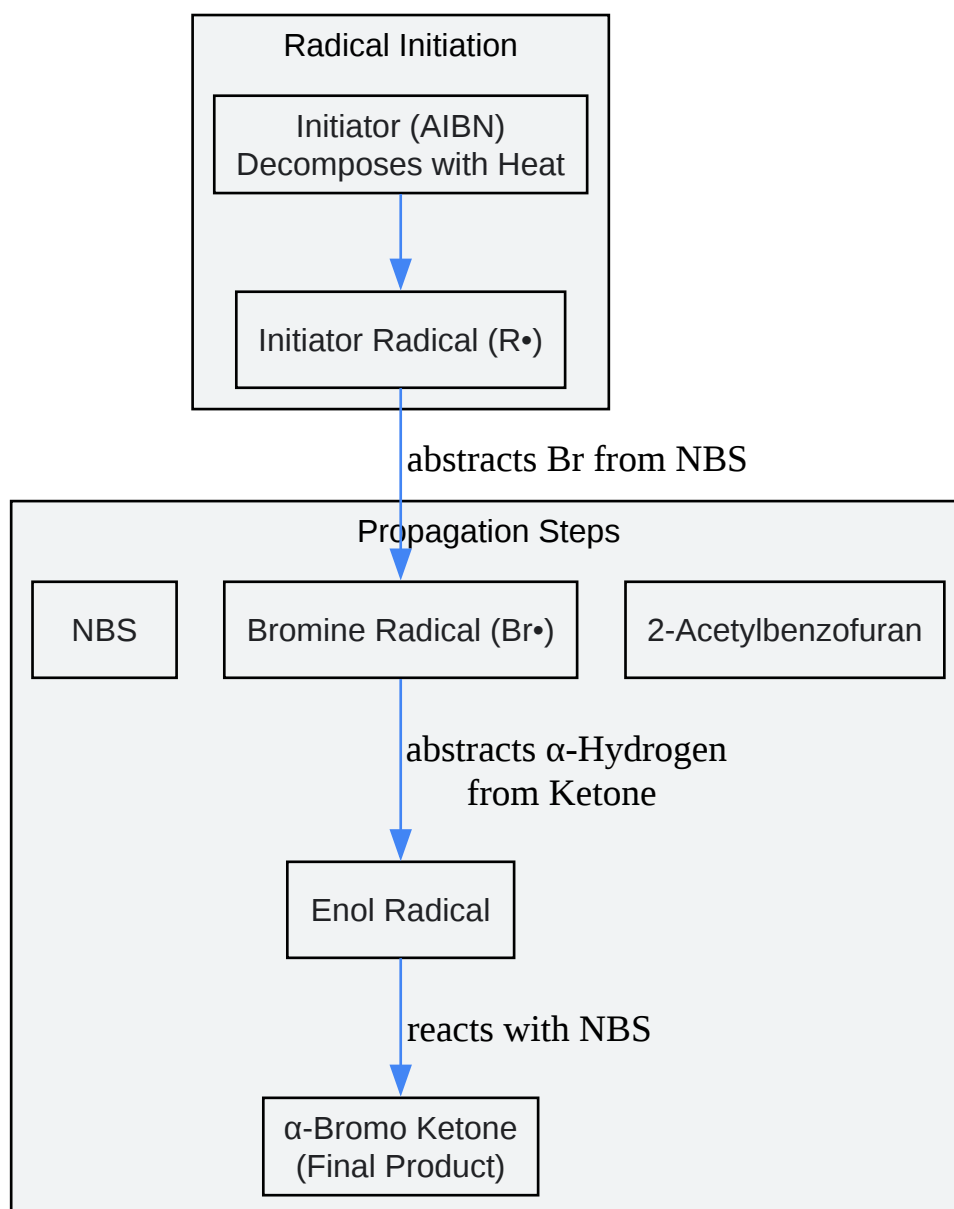 Radical Initiation
Initiator (AIBN)
Decomposes with Heat
Initiator Radical (R•)
abstracts Br from NBS
Propagation Steps
NBS
Bromine Radical (Br•)
2-Acetylbenzofuran
abstracts α-Hydrogen
from Ketone
Enol Radical
reacts with NBS
α-Bromo Ketone
(Final Product)